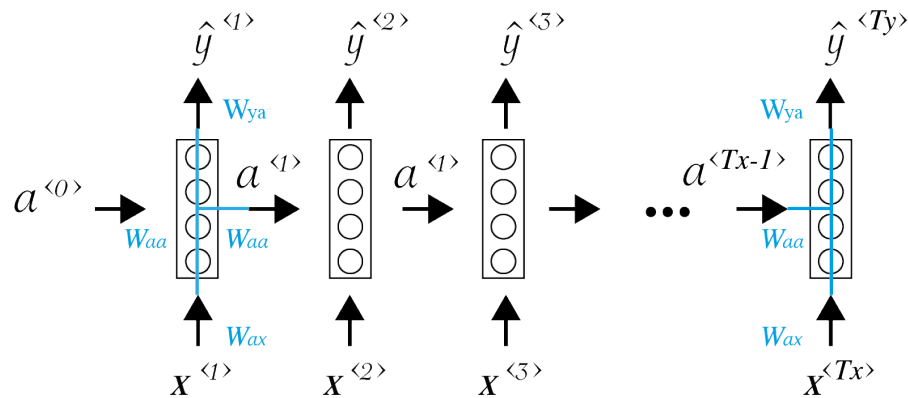 ŷ<1> ŷ<2> ŷ<3> ŷ<Ty>
Wya Wya
a<0> a<1> a<1> ... a<Tx-1>
Waa Waa Waa
Wax Wax
x<1> x<2> x<3> x<Tx>